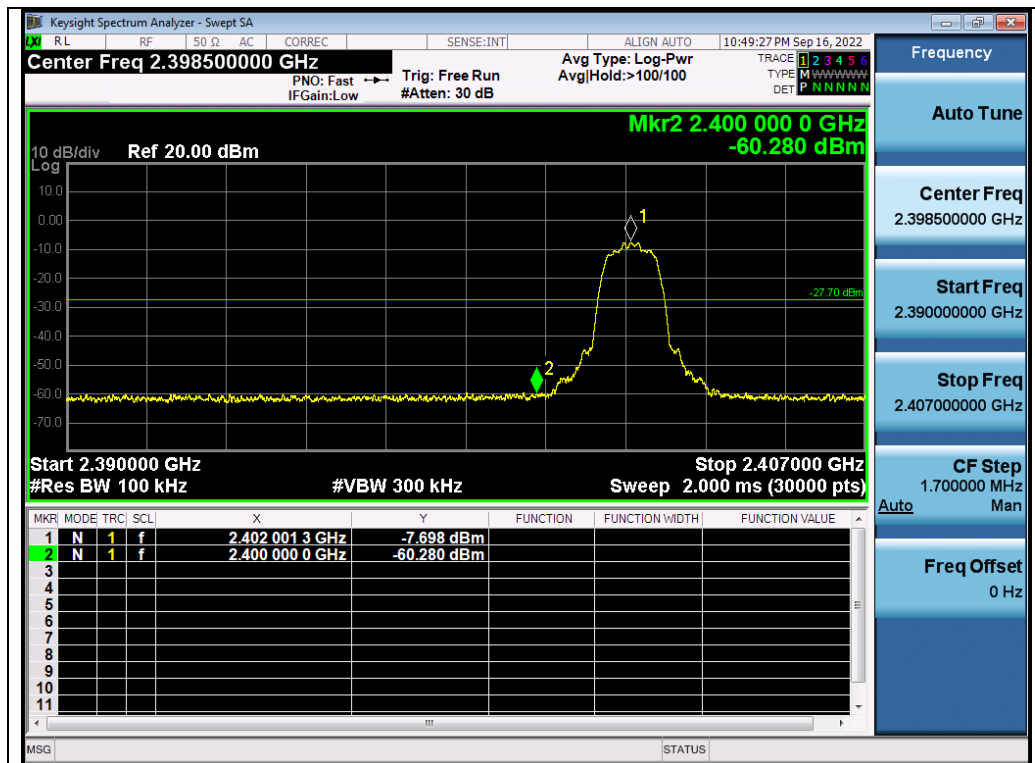 Keysight Spectrum Analyzer - Swept SA
LXI RL RF 50 Ω AC CORREC SENSE:INT ALIGN AUTO 10:49:27 PM Sep 16, 2022
Center Freq 2.398500000 GHz
PNO: Fast
IFGain:Low
Trig: Free Run
#Atten: 30 dB
Avg Type: Log-Pwr
Avg|Hold:>100/100
TRACE 1 2 3 4 5 6
TYPE M WWWWW
DET P N N N N N
Mkr2 2.400 000 0 GHz
-60.280 dBm
10 dB/div Ref 20.00 dBm
Log
10.0
0.00
-10.0
-20.0
-30.0
-40.0
-50.0
-60.0
-70.0
1
2
-27.70 dBm
Start 2.390000 GHz Stop 2.407000 GHz
#Res BW 100 kHz #VBW 300 kHz Sweep 2.000 ms (30000 pts)
MKR MODE TRC SCL X Y FUNCTION FUNCTION WIDTH FUNCTION VALUE
1 N 1 f 2.402 001 3 GHz -7.698 dBm
2 N 1 f 2.400 000 0 GHz -60.280 dBm
3
4
5
6
7
8
9
10
11
MSG STATUS
Frequency
Auto Tune
Center Freq
2.398500000 GHz
Start Freq
2.390000000 GHz
Stop Freq
2.407000000 GHz
CF Step
1.700000 MHz
Auto Man
Freq Offset
0 Hz